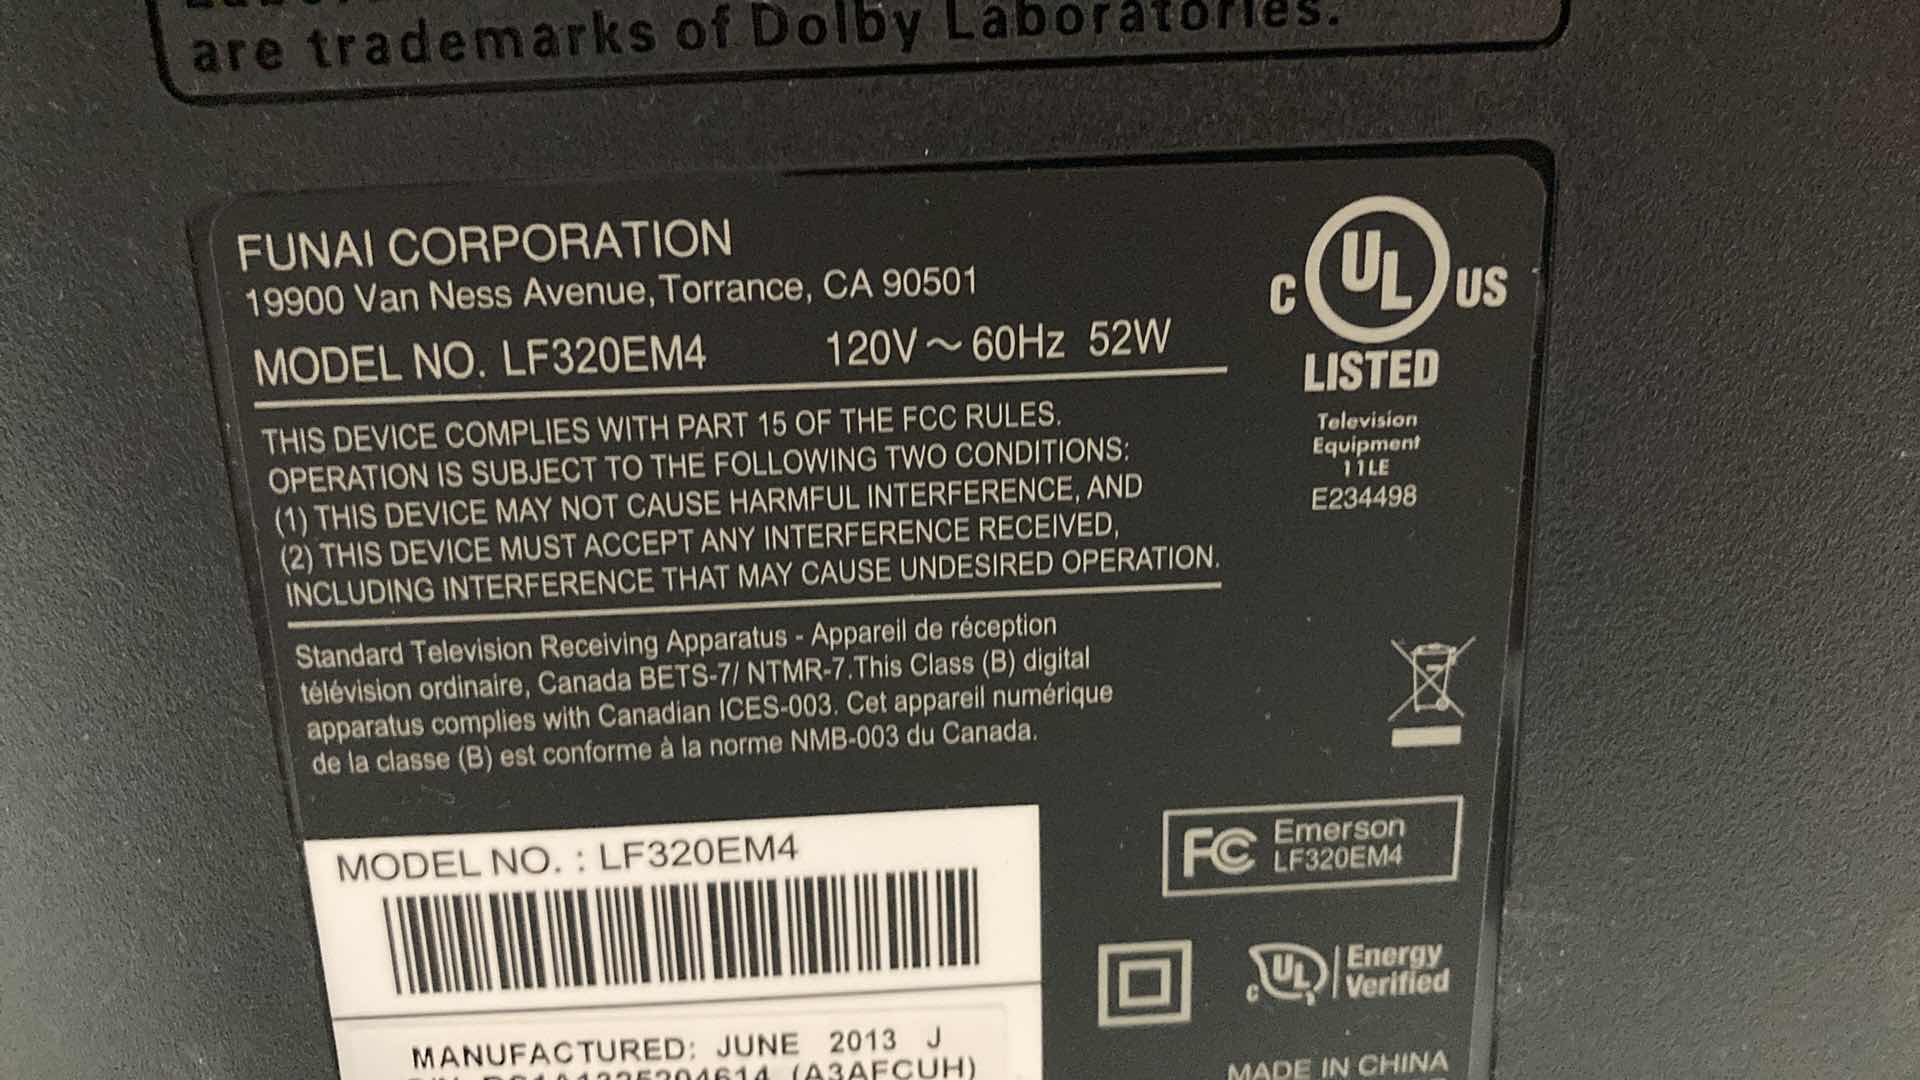 are trademarks of Dolby Laboratories.
FUNAI CORPORATION
19900 Van Ness Avenue, Torrance, CA 90501
MODEL NO. LF320EM4 120V ~ 60Hz 52W
THIS DEVICE COMPLIES WITH PART 15 OF THE FCC RULES.
OPERATION IS SUBJECT TO THE FOLLOWING TWO CONDITIONS:
(1) THIS DEVICE MAY NOT CAUSE HARMFUL INTERFERENCE, AND
(2) THIS DEVICE MUST ACCEPT ANY INTERFERENCE RECEIVED,
INCLUDING INTERFERENCE THAT MAY CAUSE UNDESIRED OPERATION.
Standard Television Receiving Apparatus - Appareil de réception
télévision ordinaire, Canada BETS-7/ NTMR-7.This Class (B) digital
apparatus complies with Canadian ICES-003. Cet appareil numérique
de la classe (B) est conforme à la norme NMB-003 du Canada.
C UL US
LISTED
Television
Equipment
11LE
E234498
MODEL NO. : LF320EM4
MANUFACTURED: JUNE 2013 J
(A3AFCUH)
FC Emerson
LF320EM4
c UL Energy
Verified
MADE IN CHINA